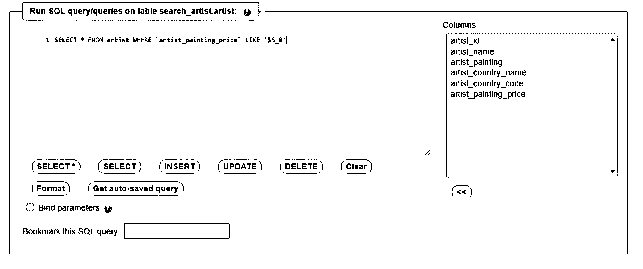 Run SQL query/queries on table search_artist.artist:
Columns
1 SELECT * FROM artist WHERE `artist_painting_price` LIKE '$5_0'
artist_id
artist_name
artist_painting
artist_country_name
artist_country_code
artist_painting_price
SELECT * SELECT INSERT UPDATE DELETE Clear
Format Get auto-saved query
<<
Bind parameters
Bookmark this SQL query: